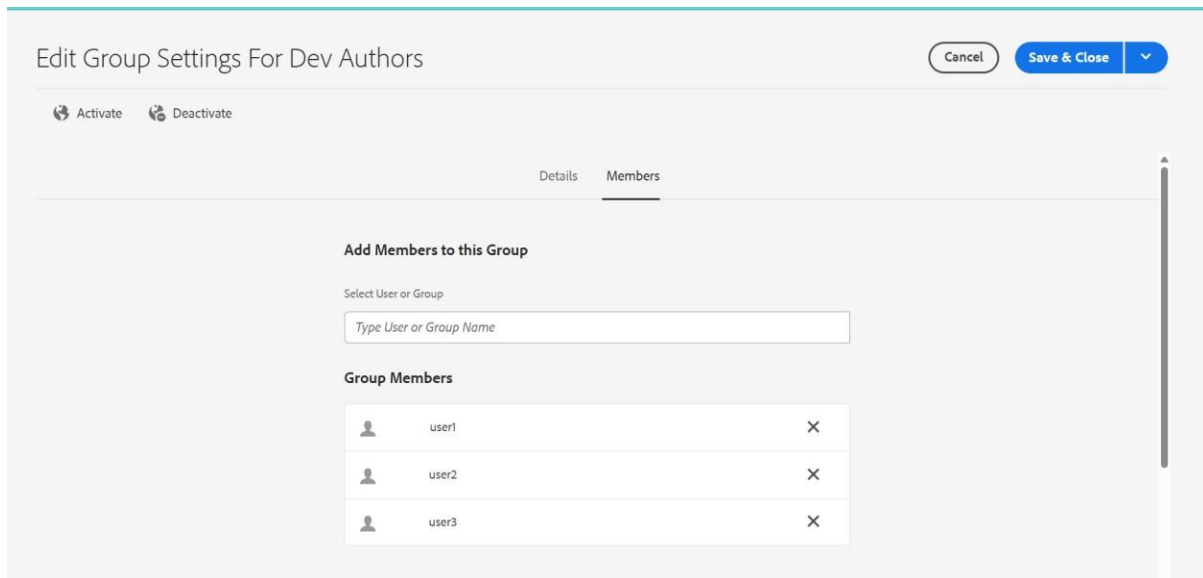 Edit Group Settings For Dev Authors
Cancel
Save & Close
Activate
Deactivate
Details
Members
Add Members to this Group
Select User or Group
Type User or Group Name
Group Members
user1
user2
user3